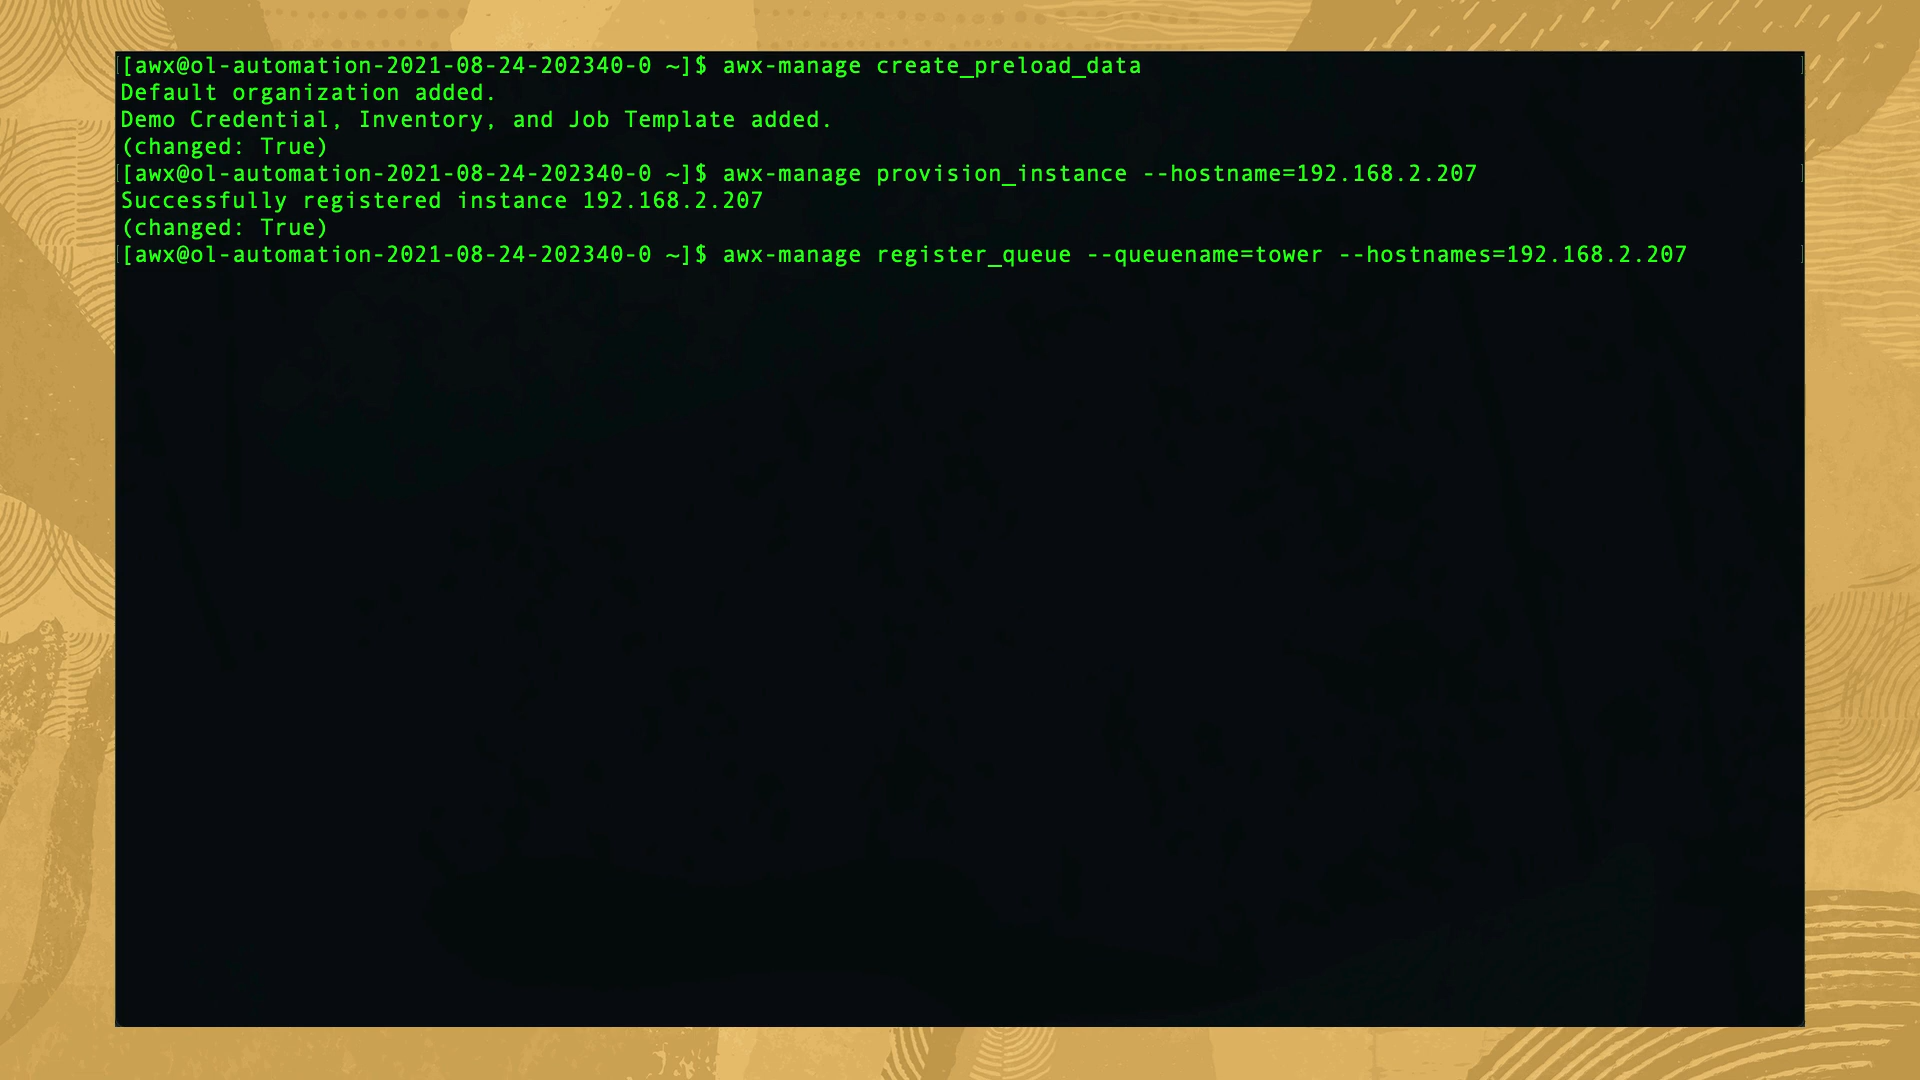 [[awx@ol-automation-2021-08-24-202340-0 ~]$ awx-manage create_preload_data ]
Default organization added.
Demo Credential, Inventory, and Job Template added.
(changed: True)
[[awx@ol-automation-2021-08-24-202340-0 ~]$ awx-manage provision_instance --hostname=192.168.2.207 ]
Successfully registered instance 192.168.2.207
(changed: True)
[[awx@ol-automation-2021-08-24-202340-0 ~]$ awx-manage register_queue --queuename=tower --hostnames=192.168.2.207 ]